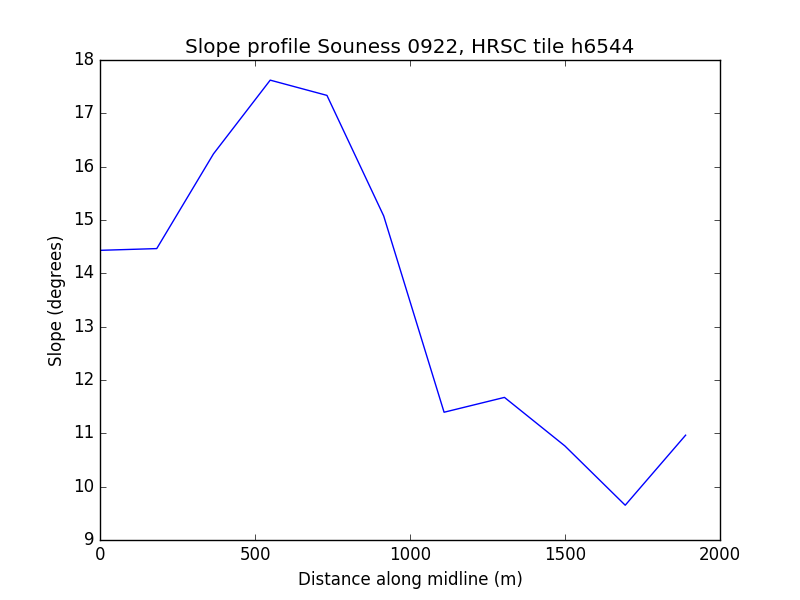 Slope profile Souness 0922, HRSC tile h6544
18
17
16
15
14
13
12
11
10
9
Slope (degrees)
0 500 1000 1500 2000
Distance along midline (m)